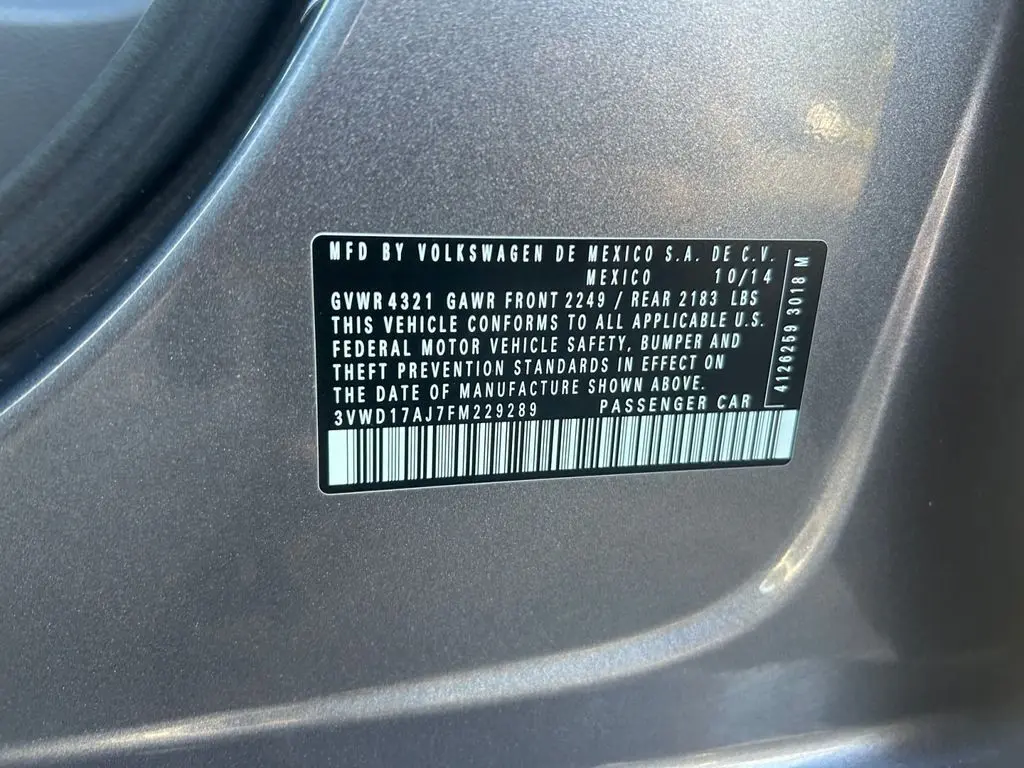 MFD BY VOLKSWAGEN DE MEXICO S.A. DE C.V.
MEXICO 10/14
GVWR 4321 GAWR FRONT 2249 / REAR 2183 LBS
THIS VEHICLE CONFORMS TO ALL APPLICABLE U.S.
FEDERAL MOTOR VEHICLE SAFETY, BUMPER AND
THEFT PREVENTION STANDARDS IN EFFECT ON
THE DATE OF MANUFACTURE SHOWN ABOVE.
3VWD17AJ7FM229289 PASSENGER CAR
4126259 3018 M